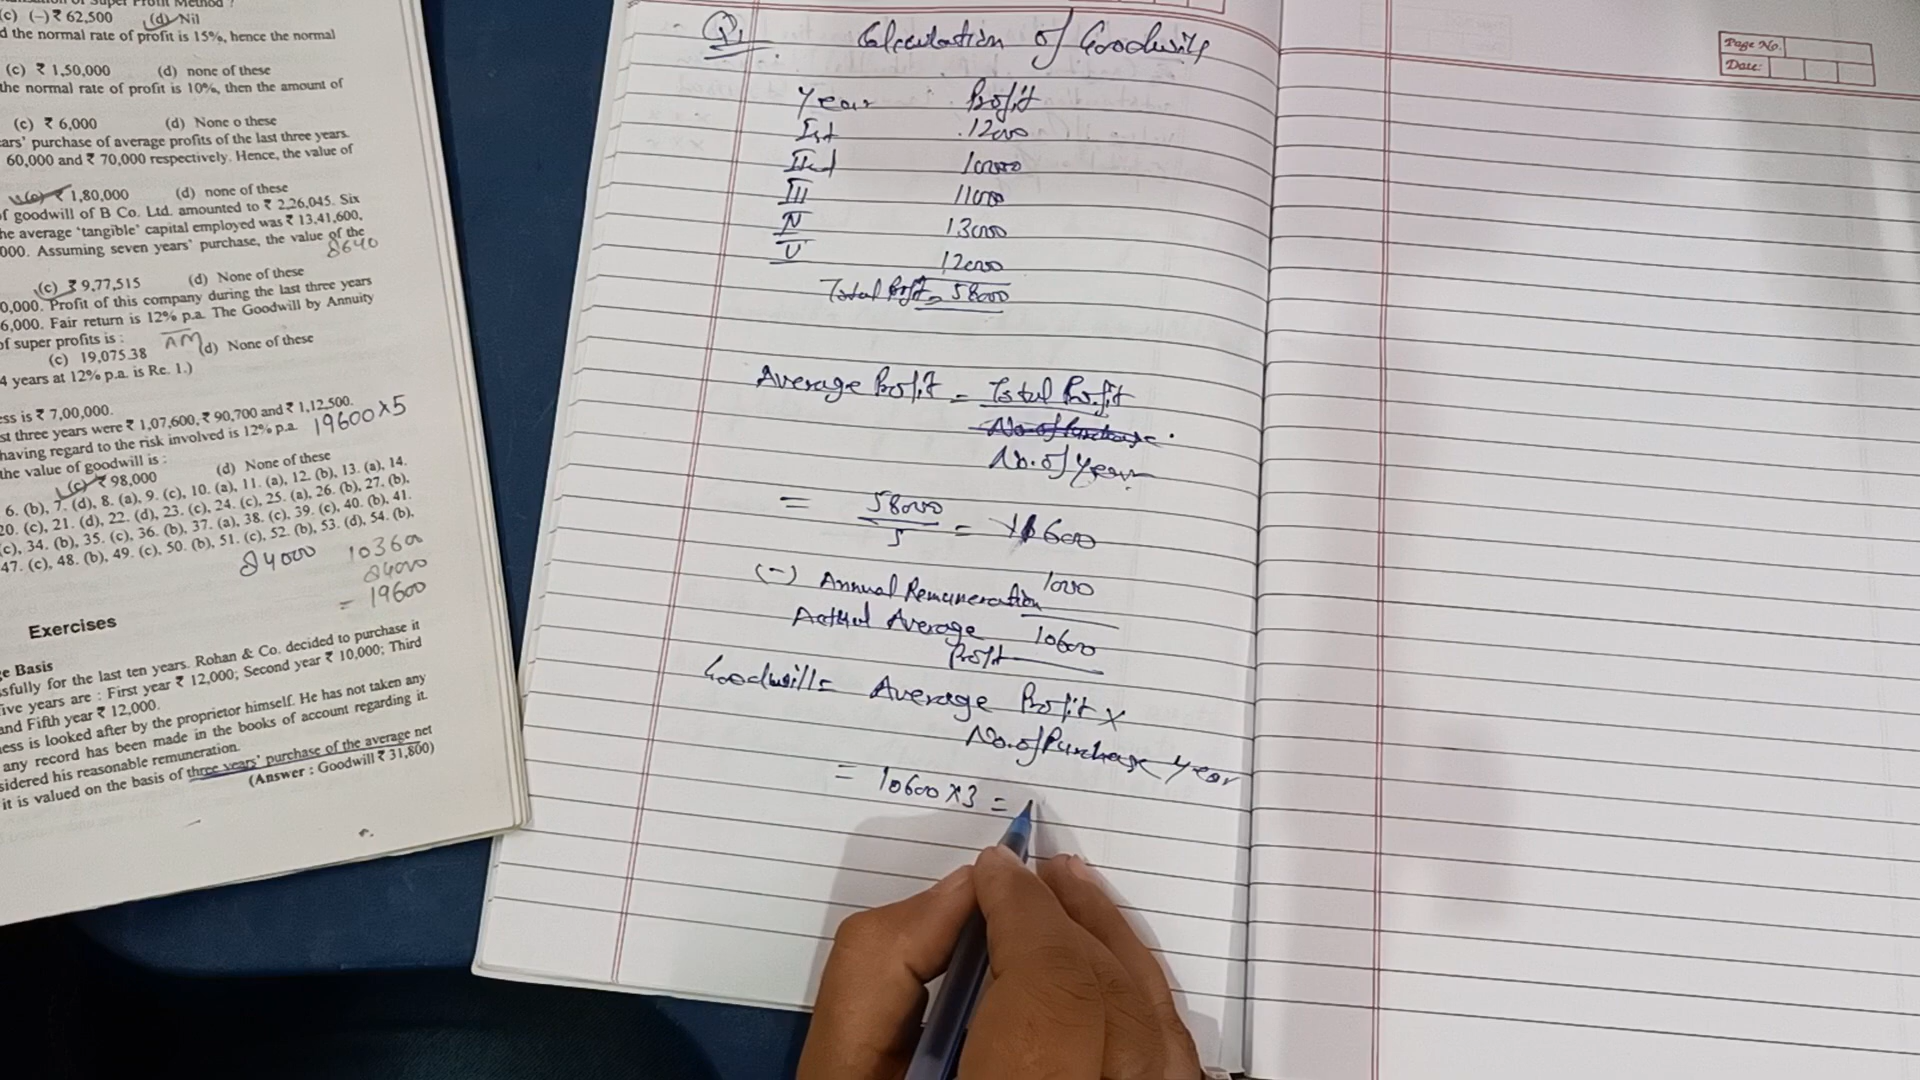 (c) (–) ₹ 62,500 (d) Nil
d the normal rate of profit is 15%, hence the normal
(c) ₹ 1,50,000 (d) none of these
the normal rate of profit is 10%, then the amount of
(c) ₹ 6,000 (d) None o these
ears' purchase of average profits of the last three years.
60,000 and ₹ 70,000 respectively. Hence, the value of
₹ 1,80,000 (d) none of these
of goodwill of B Co. Ltd. amounted to ₹ 2,26,045. Six
he average 'tangible' capital employed was ₹ 13,41,600,
000. Assuming seven years' purchase, the value of the
8640
(c) ₹ 9,77,515 (d) None of these
0,000. Profit of this company during the last three years
6,000. Fair return is 12% p.a. The Goodwill by Annuity
of super profits is :
AM
(c) 19,075.38 (d) None of these
4 years at 12% p.a. is Re. 1.)
ess is ₹ 7,00,000.
st three years were ₹ 1,07,600, ₹ 90,700 and ₹ 1,12,500.
having regard to the risk involved is 12% p.a. 19600×5
the value of goodwill is :
(c) ₹ 98,000 (d) None of these
6. (b), 7. (d), 8. (a), 9. (c), 10. (a), 11. (a), 12. (b), 13. (a), 14.
20. (c), 21. (d), 22. (d), 23. (c), 24. (c), 25. (a), 26. (b), 27. (b),
(c), 34. (b), 35. (c), 36. (b), 37. (a), 38. (c), 39. (c), 40. (b), 41.
47. (c), 48. (b), 49. (c), 50. (b), 51. (c), 52. (b), 53. (d), 54. (b),
84000 103600
84000
= 19600
Exercises
ge Basis
sfully for the last ten years. Rohan & Co. decided to purchase it
five years are : First year ₹ 12,000; Second year ₹ 10,000; Third
and Fifth year ₹ 12,000.
ness is looked after by the proprietor himself. He has not taken any
any record has been made in the books of account regarding it.
sidered his reasonable remuneration.
it is valued on the basis of three years' purchase of the average net
(Answer : Goodwill ₹ 31,800)
Q1 Calculation of Goodwill
Year Profit
Ist 12000
IInd 10000
III 11000
IV 13000
V 12000
Total Profit = 58000
Average Profit = Total Profit
No. of Purchase
No. of Year
= 58000
5 = 11600
(-) Annual Remuneration 1000
Actual Average 10600
Profit
Goodwill = Average Profit ×
No. of Purchase Year
= 10600 × 3 =
Page No.
Date: